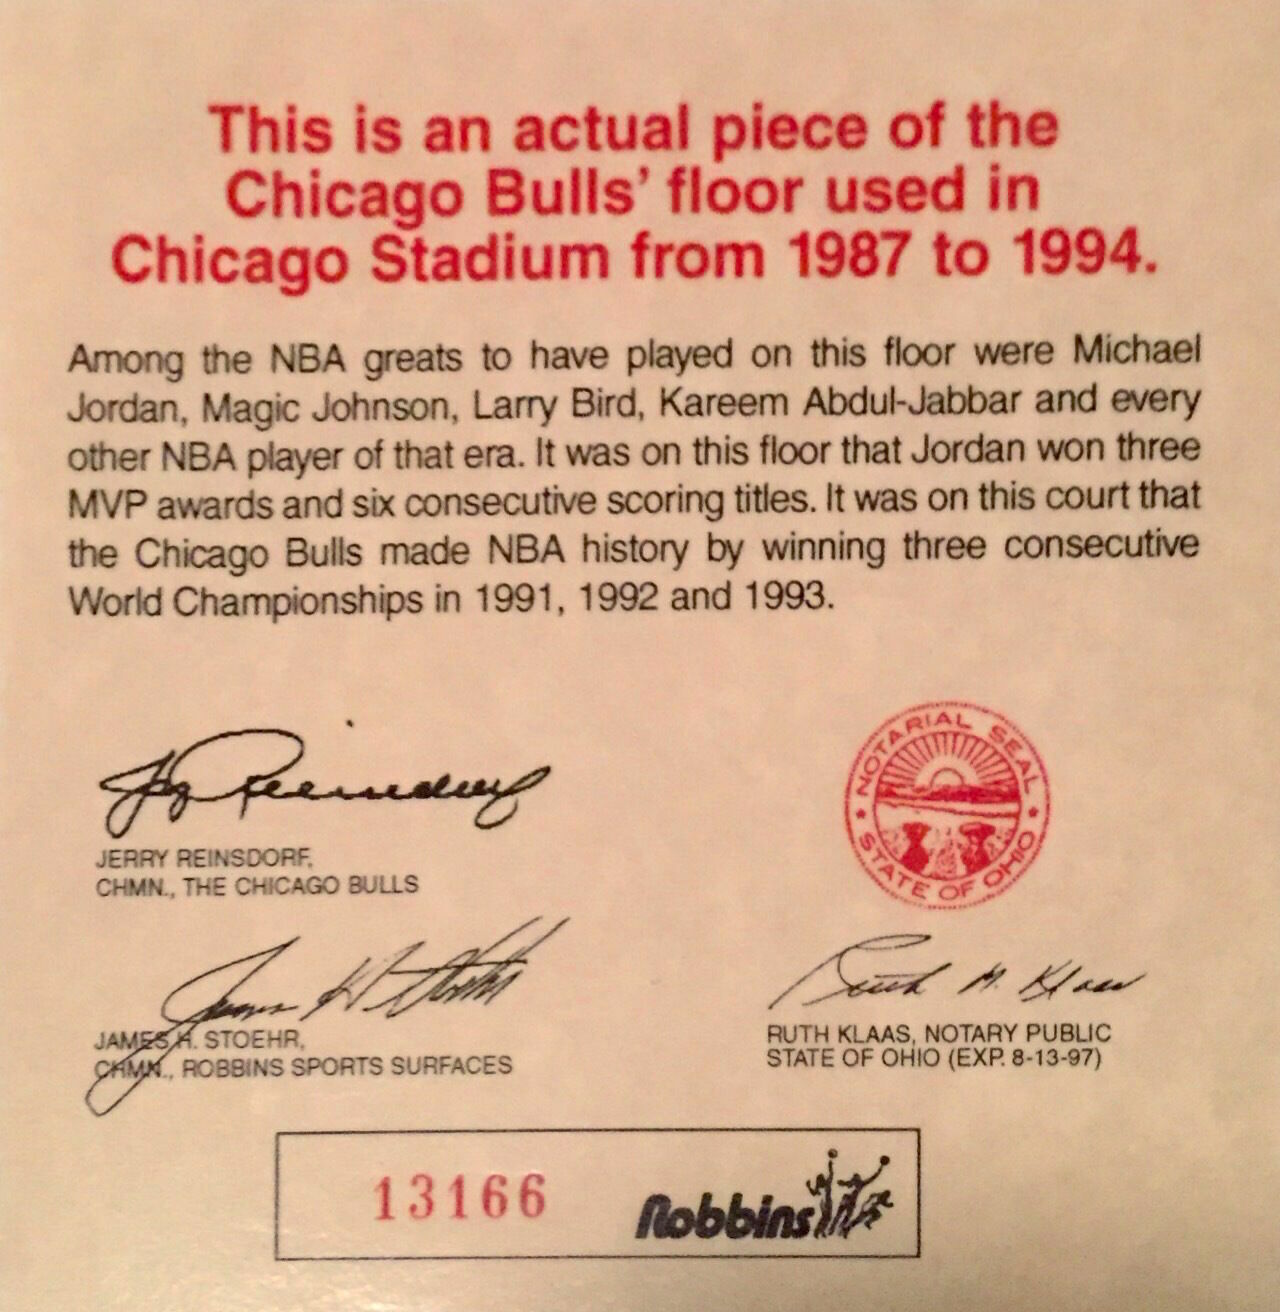 This is an actual piece of the
Chicago Bulls' floor used in
Chicago Stadium from 1987 to 1994.
Among the NBA greats to have played on this floor were Michael
Jordan, Magic Johnson, Larry Bird, Kareem Abdul-Jabbar and every
other NBA player of that era. It was on this floor that Jordan won three
MVP awards and six consecutive scoring titles. It was on this court that
the Chicago Bulls made NBA history by winning three consecutive
World Championships in 1991, 1992 and 1993.
Jerry Reinsdorf
JERRY REINSDORF,
CHMN., THE CHICAGO BULLS
James H. Stoehr
JAMES H. STOEHR,
CHMN., ROBBINS SPORTS SURFACES
NOTARIAL SEAL
STATE OF OHIO
Ruth M. Klaas
RUTH KLAAS, NOTARY PUBLIC
STATE OF OHIO (EXP. 8-13-97)
13166
Robbins